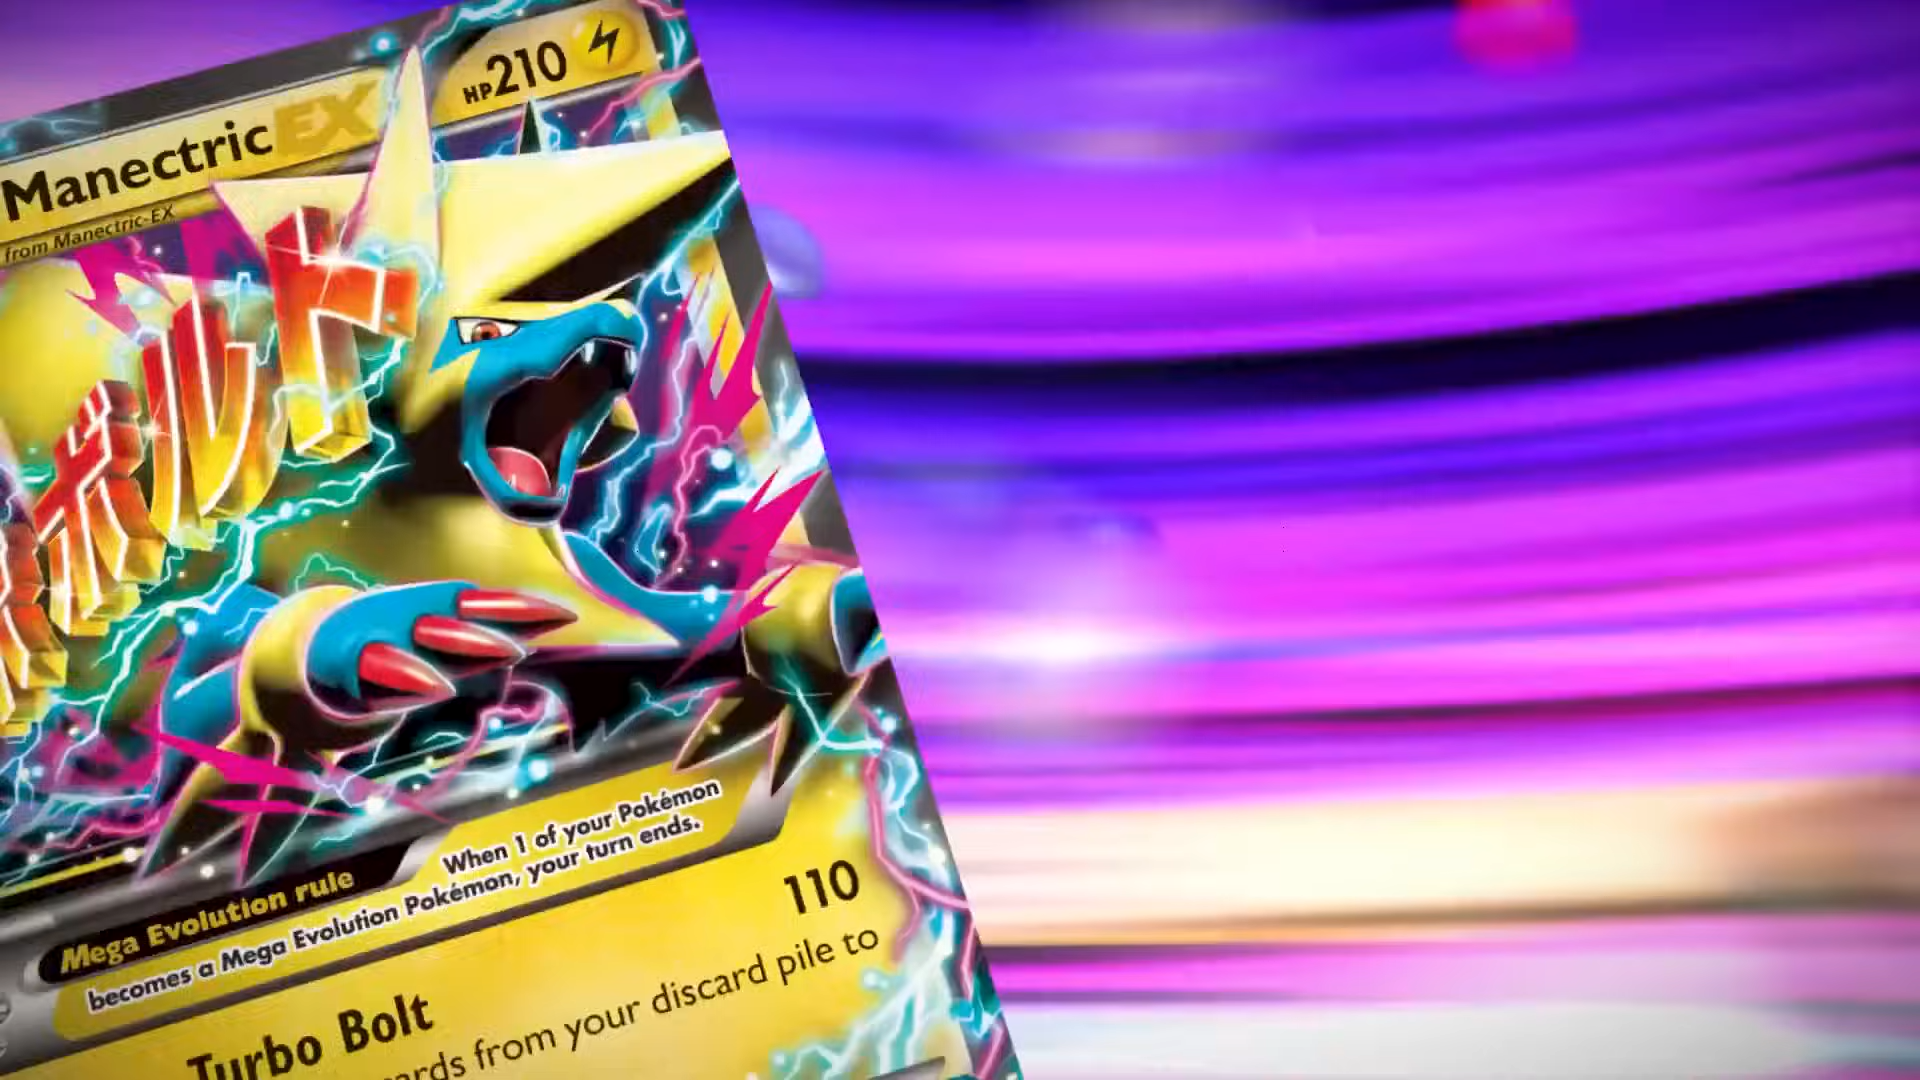 Manectric EX
HP210
from Manectric-EX
ボルト
Mega Evolution rule
When 1 of your Pokémon
becomes a Mega Evolution Pokémon, your turn ends.
Turbo Bolt
110
from your discard pile to